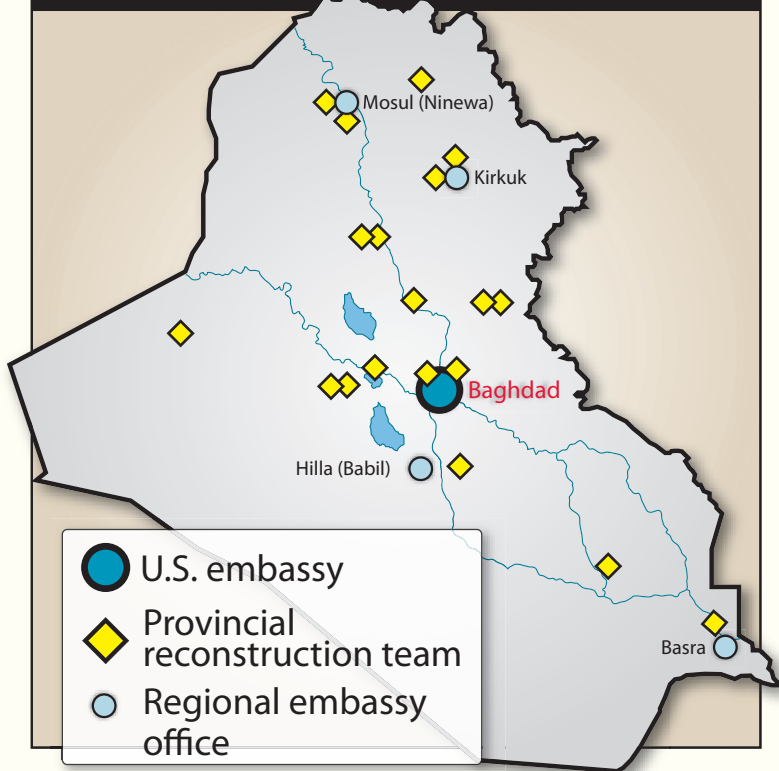 Mosul (Ninewa)
Kirkuk
Baghdad
Hilla (Babil)
U.S. embassy
Provincial
reconstruction team
Basra
Regional embassy
office